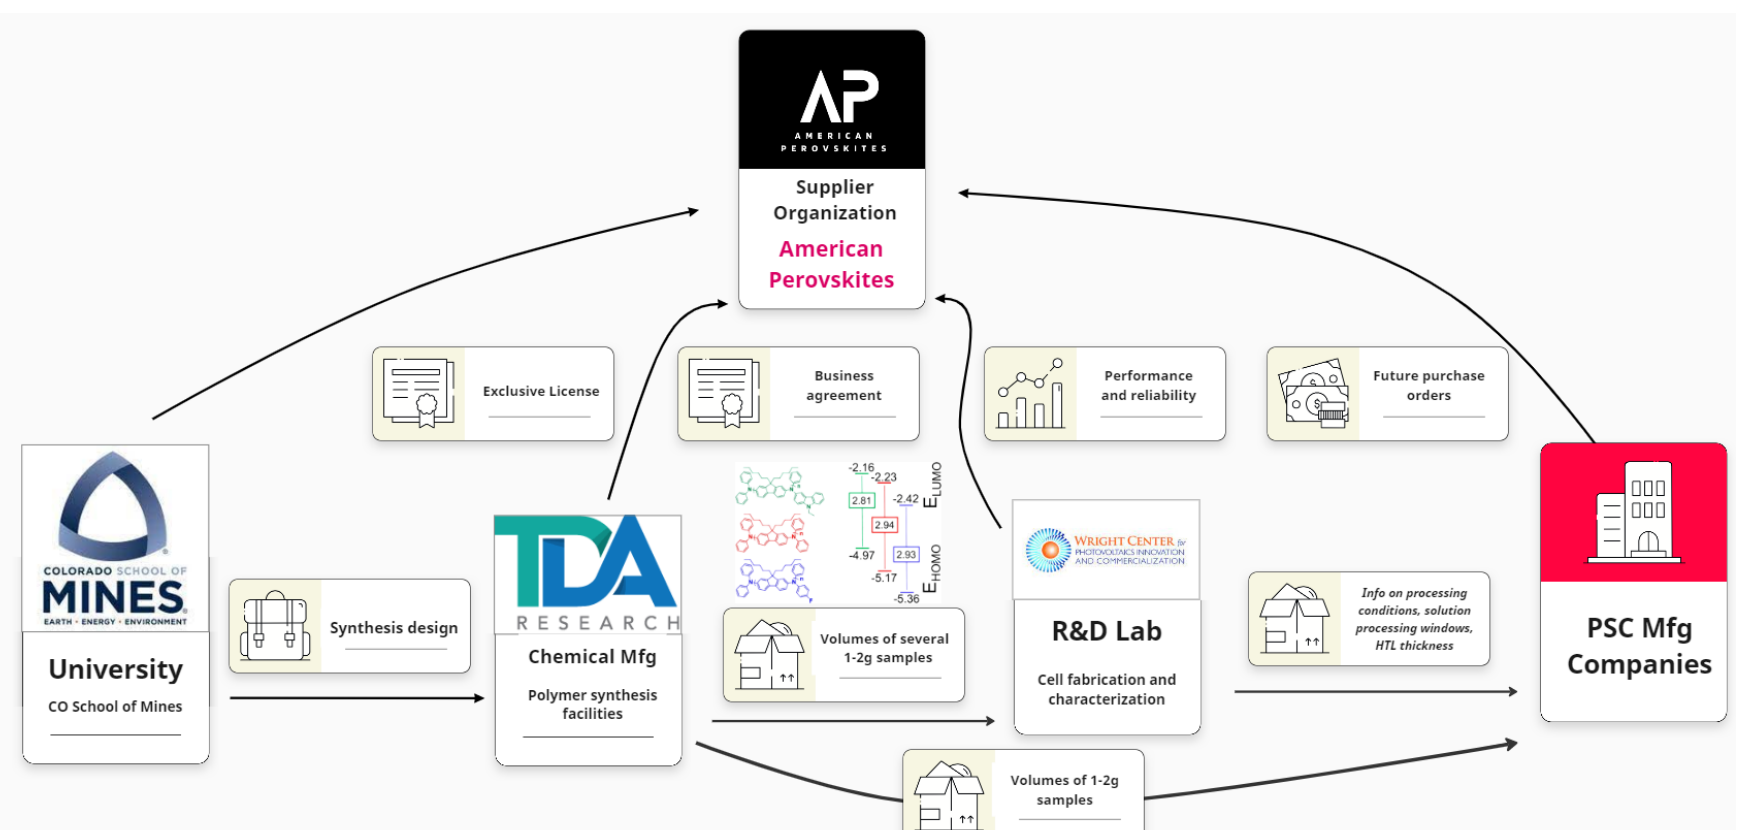 AP
AMERICAN
PEROVSKITES
Supplier
Organization
American
Perovskites
Exclusive License
Business
agreement
Performance
and reliability
Future purchase
orders
COLORADO SCHOOL OF
MINES
EARTH • ENERGY • ENVIRONMENT
University
CO School of Mines
Synthesis design
TDA
RESEARCH
Chemical Mfg
Polymer synthesis
facilities
-2.16
-2.23
-2.42
2.81
2.94
2.93
-4.97
-5.17
-5.36
ELUMO
EHOMO
Volumes of several
1-2g samples
WRIGHT CENTER for
PHOTOVOLTAICS INNOVATION
AND COMMERCIALIZATION
R&D Lab
Cell fabrication and
characterization
Info on processing
conditions, solution
processing windows,
HTL thickness
PSC Mfg
Companies
Volumes of 1-2g
samples